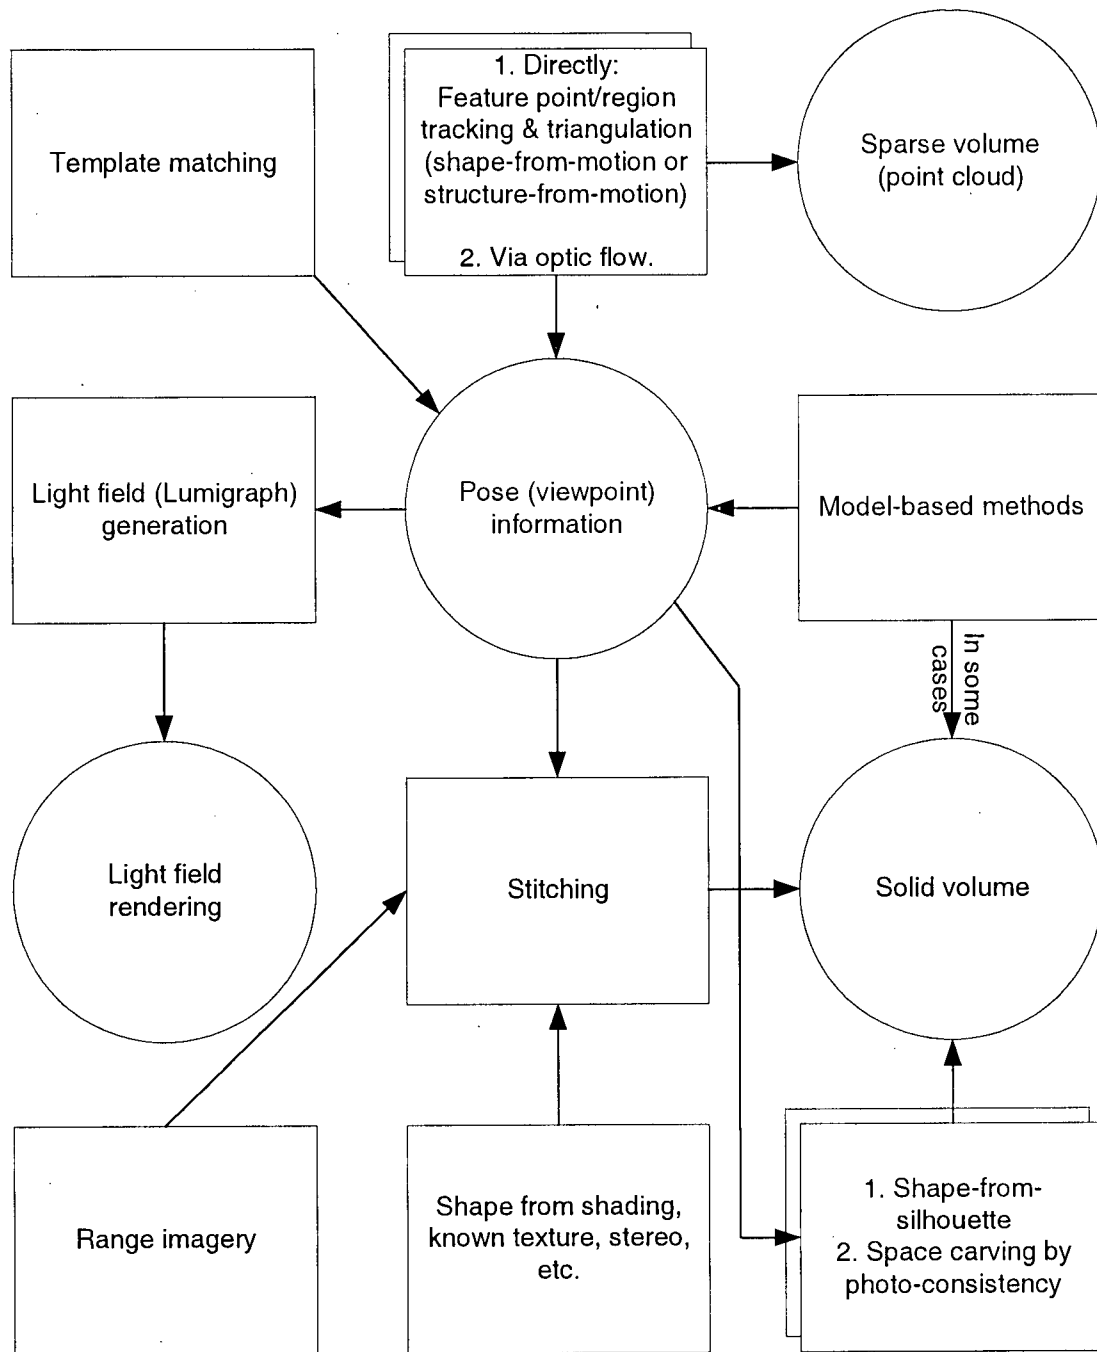 Template matching
1. Directly:
Feature point/region
tracking & triangulation
(shape-from-motion or
structure-from-motion)
2. Via optic flow.
Sparse volume
(point cloud)
Light field (Lumigraph)
generation
Pose (viewpoint)
information
Model-based methods
In some
cases
Light field
rendering
Stitching
Solid volume
Range imagery
Shape from shading,
known texture, stereo,
etc.
1. Shape-from-
silhouette
2. Space carving by
photo-consistency